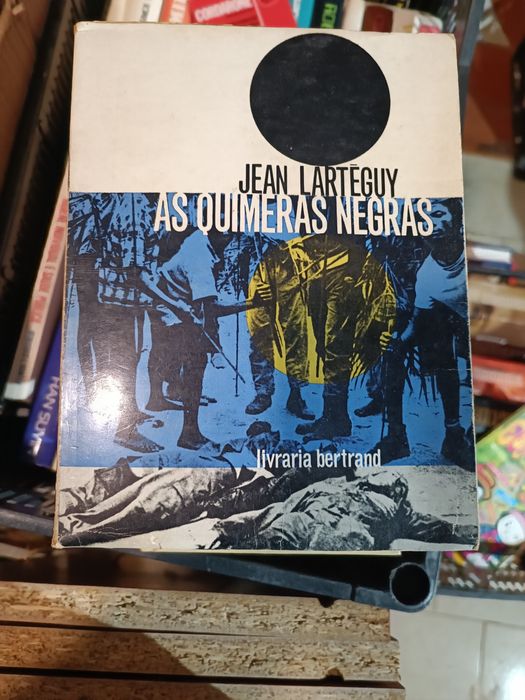 JEAN LARTÉGUY
AS QUIMERAS NEGRAS
livraria bertrand